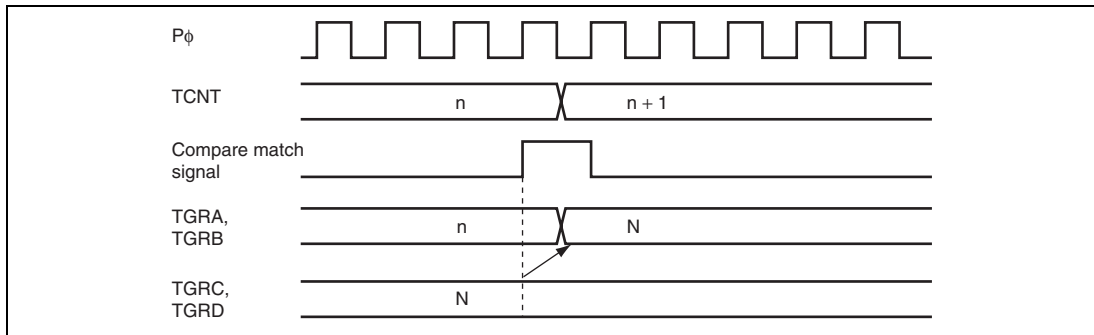 Pφ
TCNT
n
n + 1
Compare match
signal
TGRA,
TGRB
n
N
TGRC,
TGRD
N